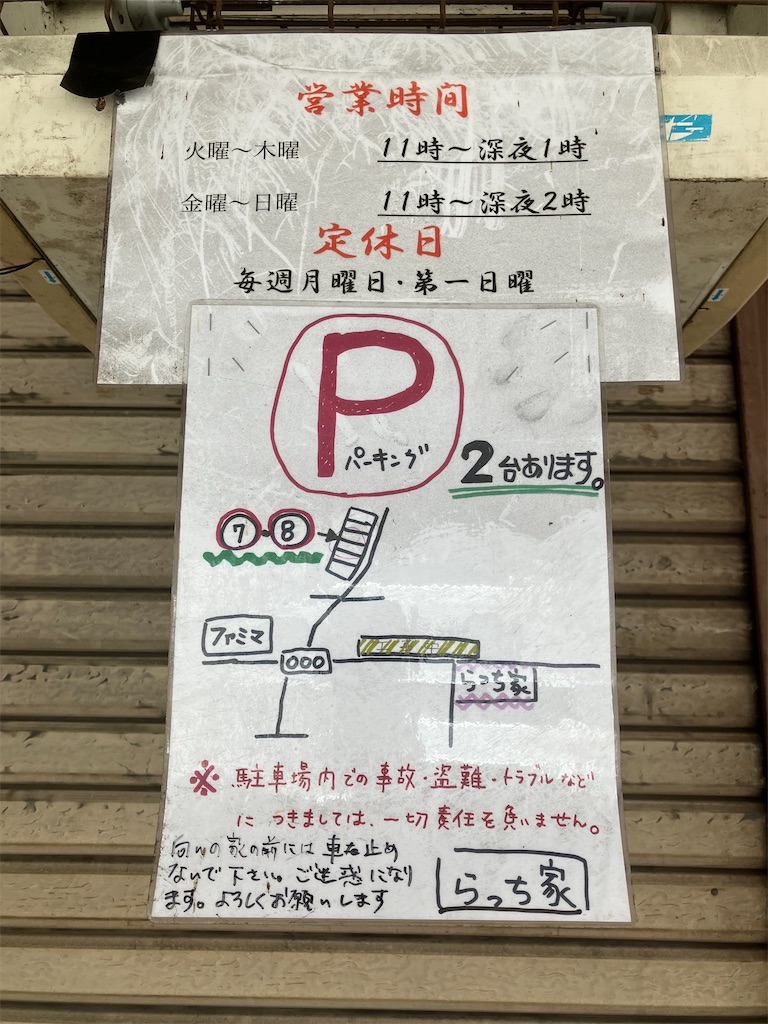 営業時間
火曜～木曜 11時～深夜1時
金曜～日曜 11時～深夜2時
定休日
毎週月曜日・第一日曜
P
パーキング 2台あります。
7・8
ファミマ
らっち家
※ 駐車場内での事故・盗難・トラブルなど
につきましては、一切責任を負いません。
向いの家の前には車を止め
ないで下さい。ご迷惑になり
ます。よろしくお願いします
らっち家